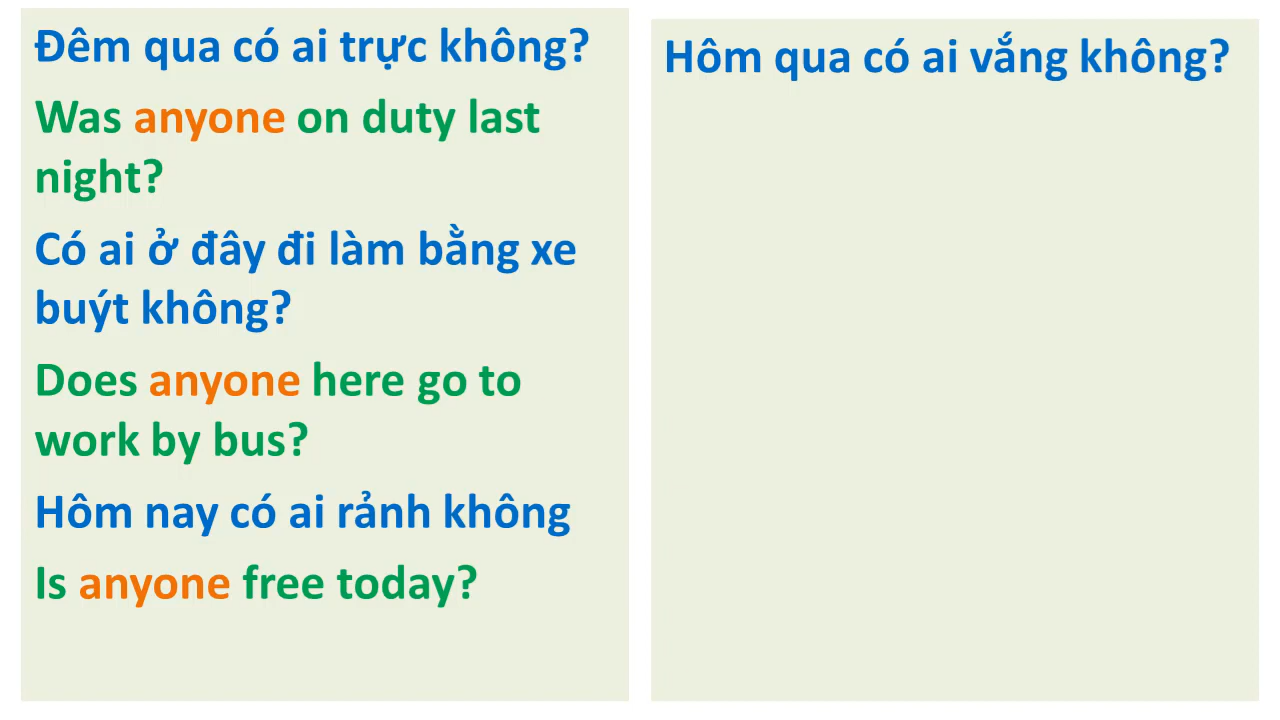 Đêm qua có ai trực không?
Was anyone on duty last
night?
Có ai ở đây đi làm bằng xe
buýt không?
Does anyone here go to
work by bus?
Hôm nay có ai rảnh không
Is anyone free today?
Hôm qua có ai vắng không?